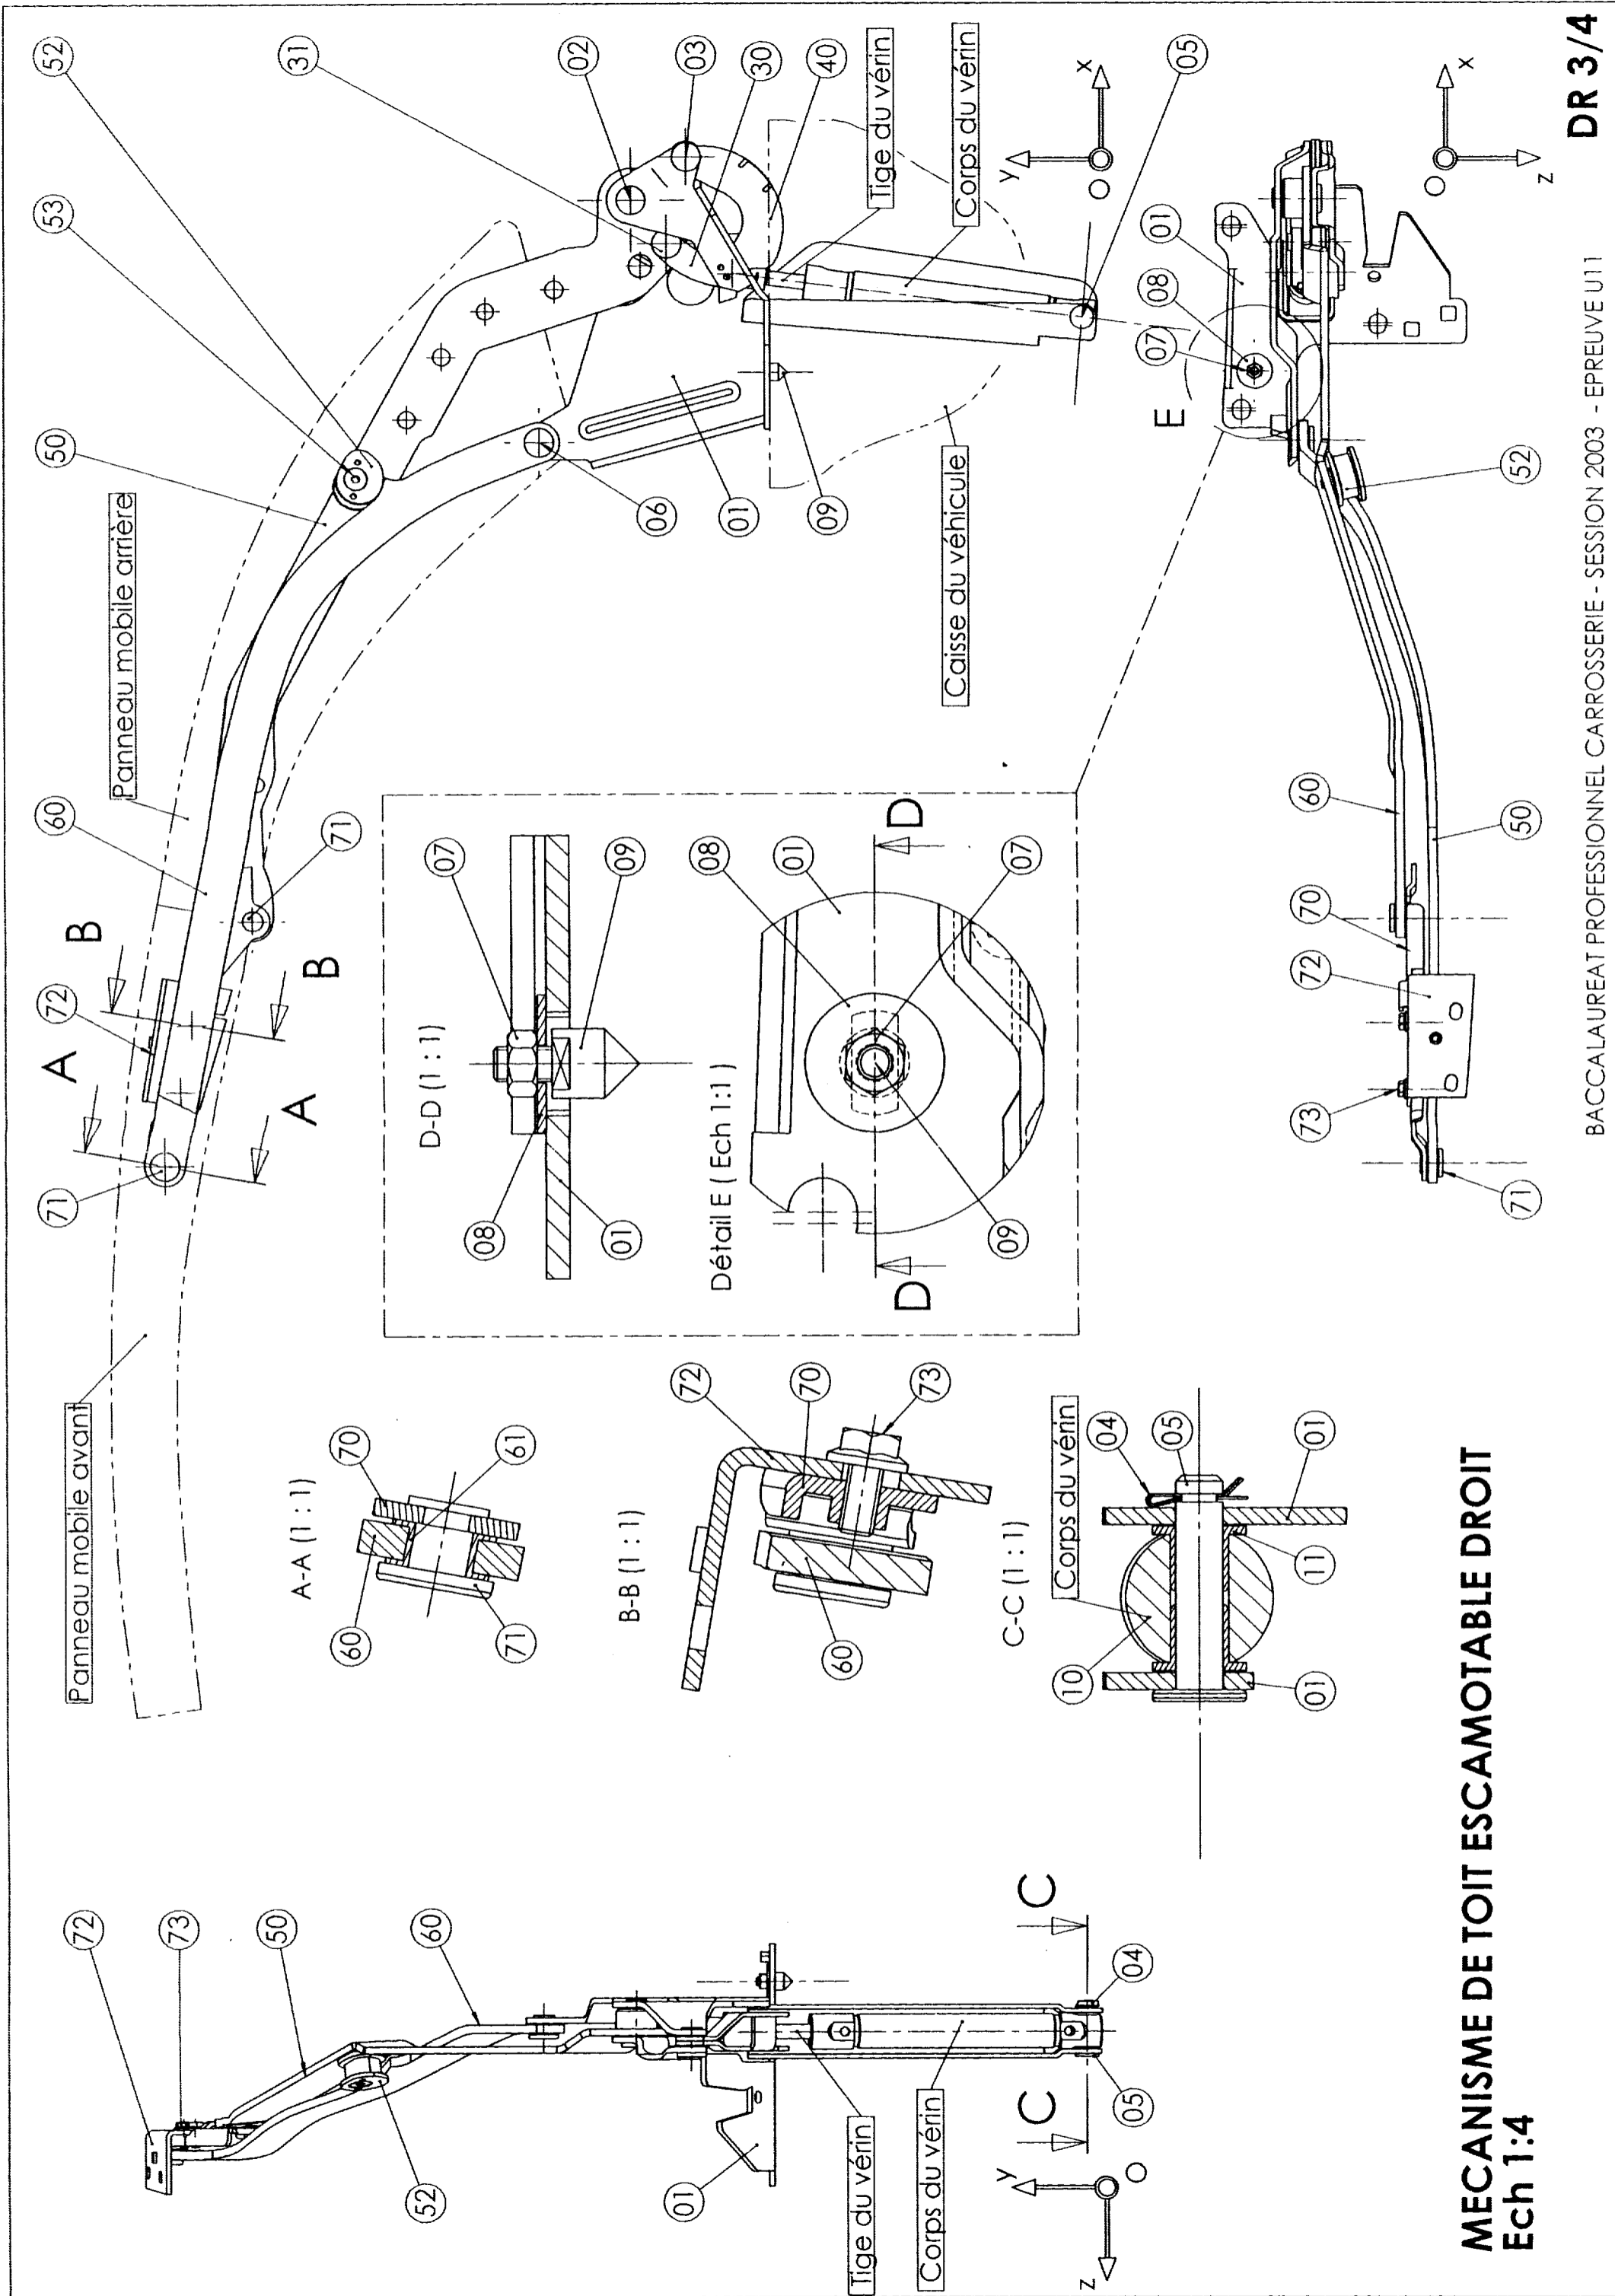 52
31
02
03
30
40
05
53
50
Panneau mobile arrière
60
71
B
B
72
A
A
71
Panneau mobile avant
06
01
09
Tige du vérin
Corps du vérin
Caisse du véhicule
y
x
O
D-D (1 : 1)
07
09
08
01
Détail E ( Ech 1:1 )
08
01
07
09
D
D
E
01
08
07
52
60
50
70
72
73
71
x
z
O
A-A (1 : 1)
70
61
60
71
B-B (1 : 1)
72
70
73
60
C-C (1 : 1)
Corps du vérin
04
05
01
11
10
01
72
73
50
60
52
01
C
C
04
05
Tige du vérin
Corps du vérin
y
z
O
MECANISME DE TOIT ESCAMOTABLE DROIT
Ech 1:4
BACCALAUREAT PROFESSIONNEL CARROSSERIE - SESSION 2003 - EPREUVE U11
DR 3/4